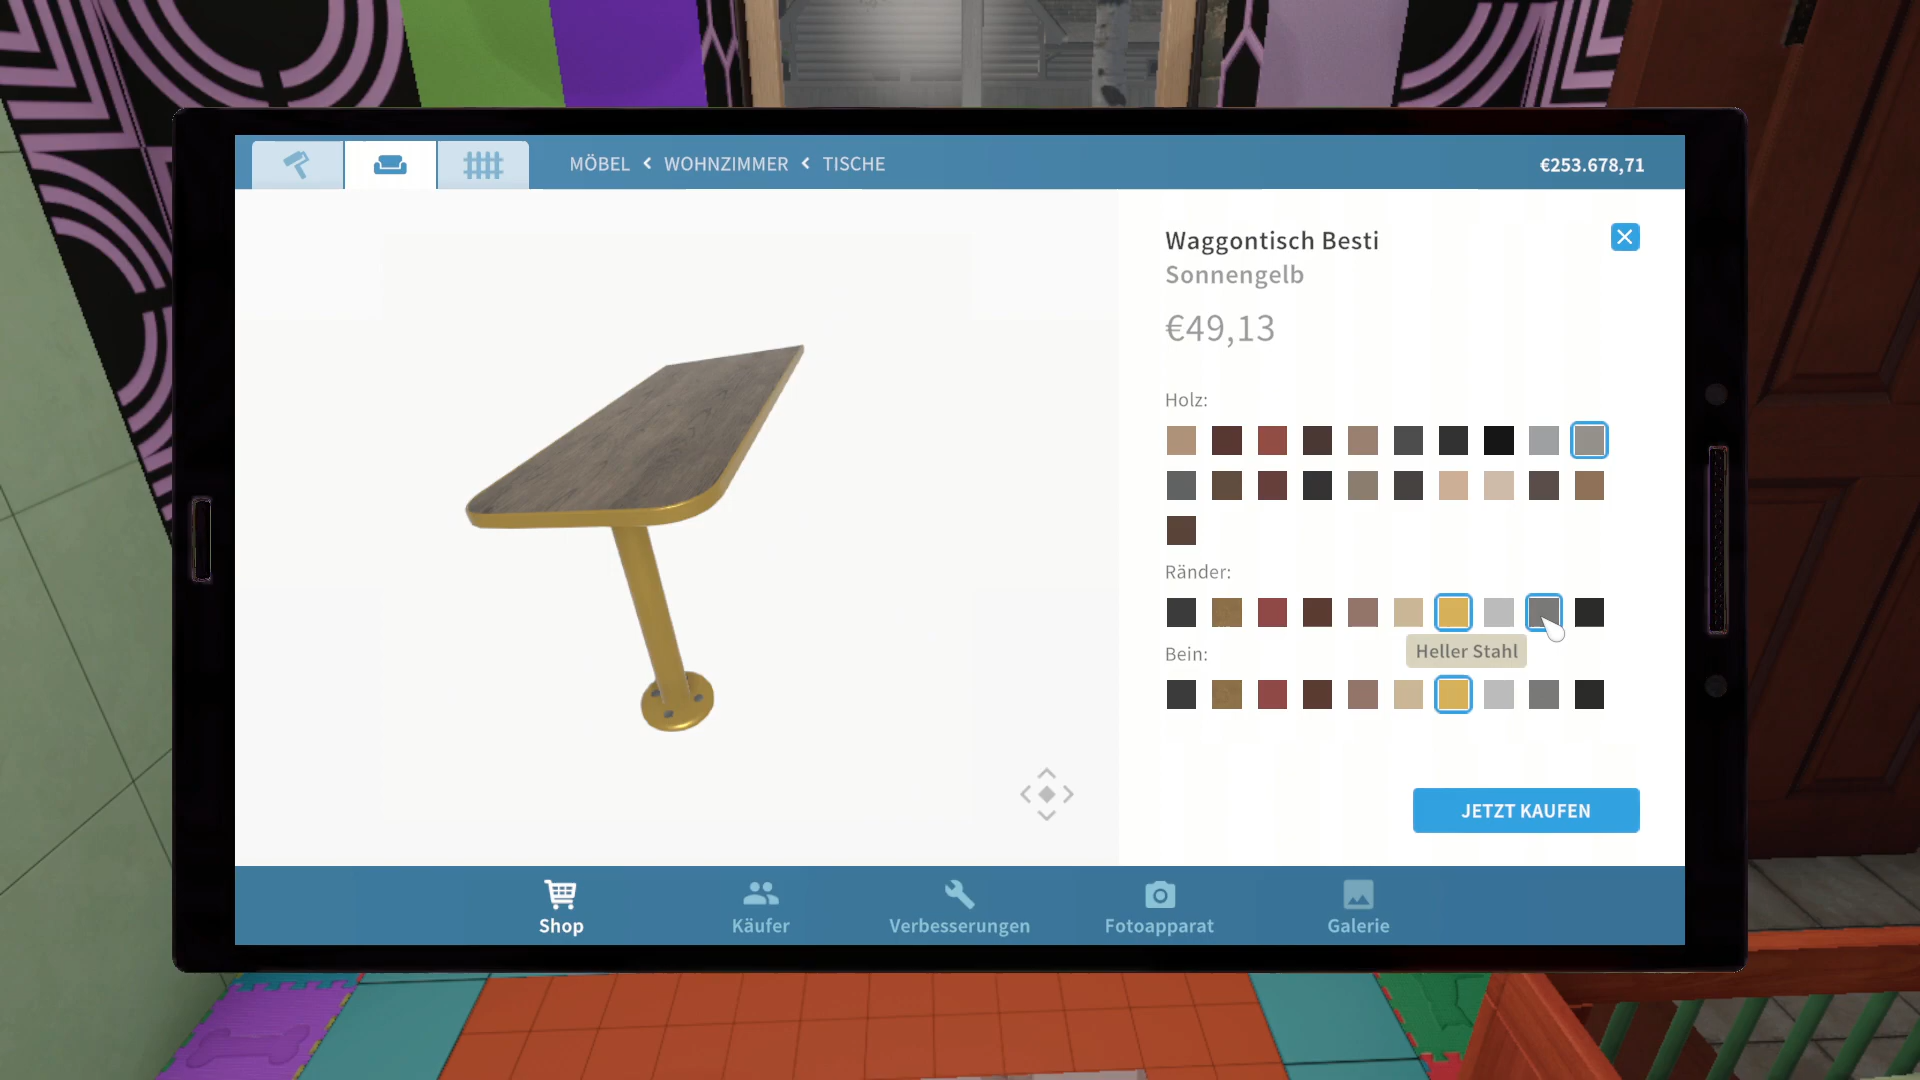 MÖBEL < WOHNZIMMER < TISCHE
€253.678,71
Waggontisch Besti
Sonnengelb
€49,13
Holz:
Ränder:
Heller Stahl
Bein:
JETZT KAUFEN
Shop
Käufer
Verbesserungen
Fotoapparat
Galerie